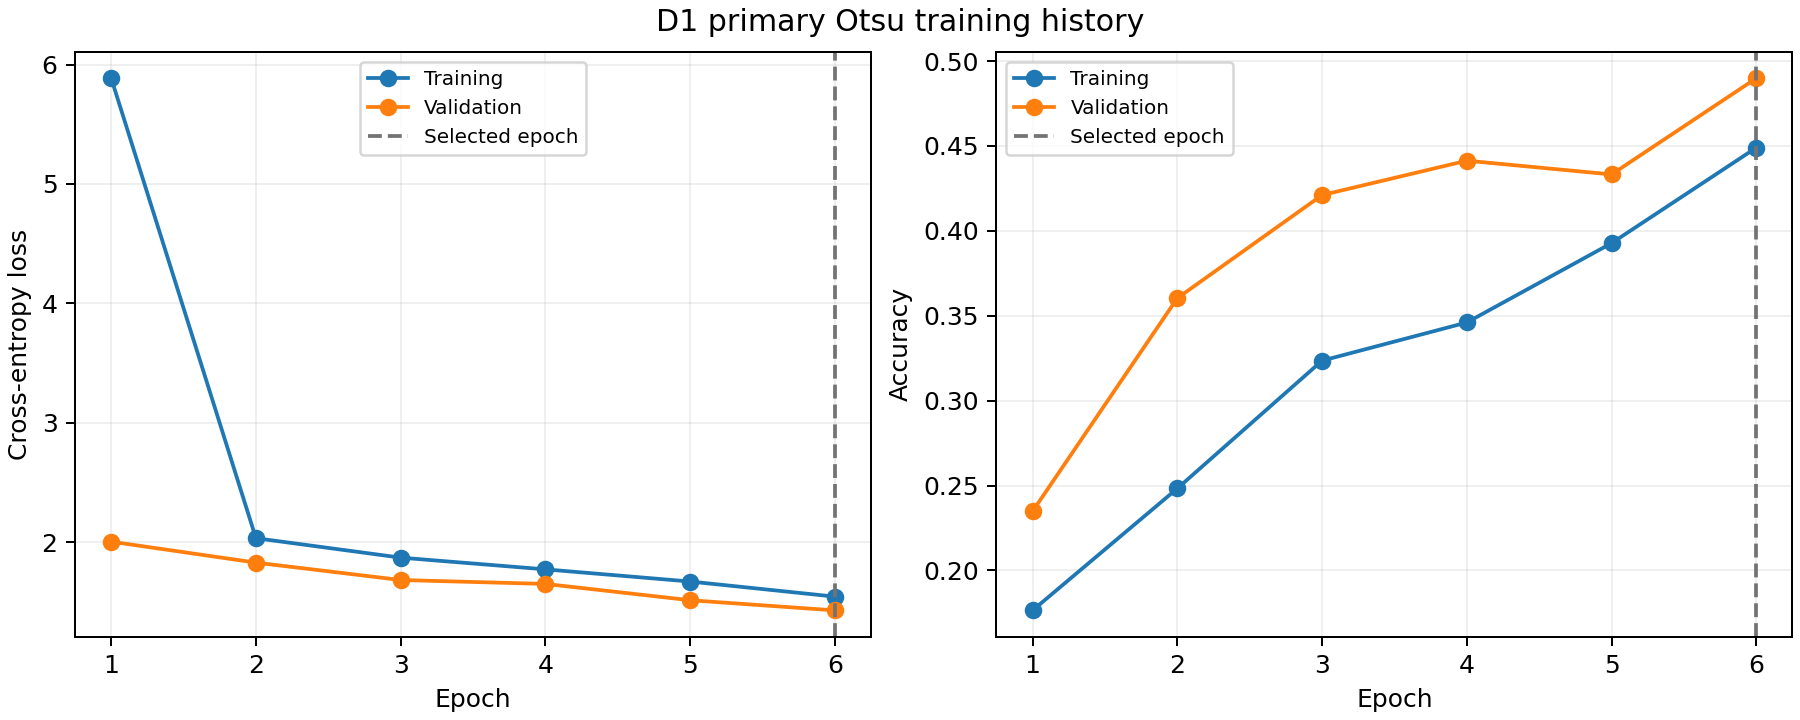 D1 primary Otsu training history
Cross-entropy loss
6
5
4
3
2
Training
Validation
Selected epoch
1 2 3 4 5 6
Epoch
Accuracy
0.50
0.45
0.40
0.35
0.30
0.25
0.20
Training
Validation
Selected epoch
1 2 3 4 5 6
Epoch